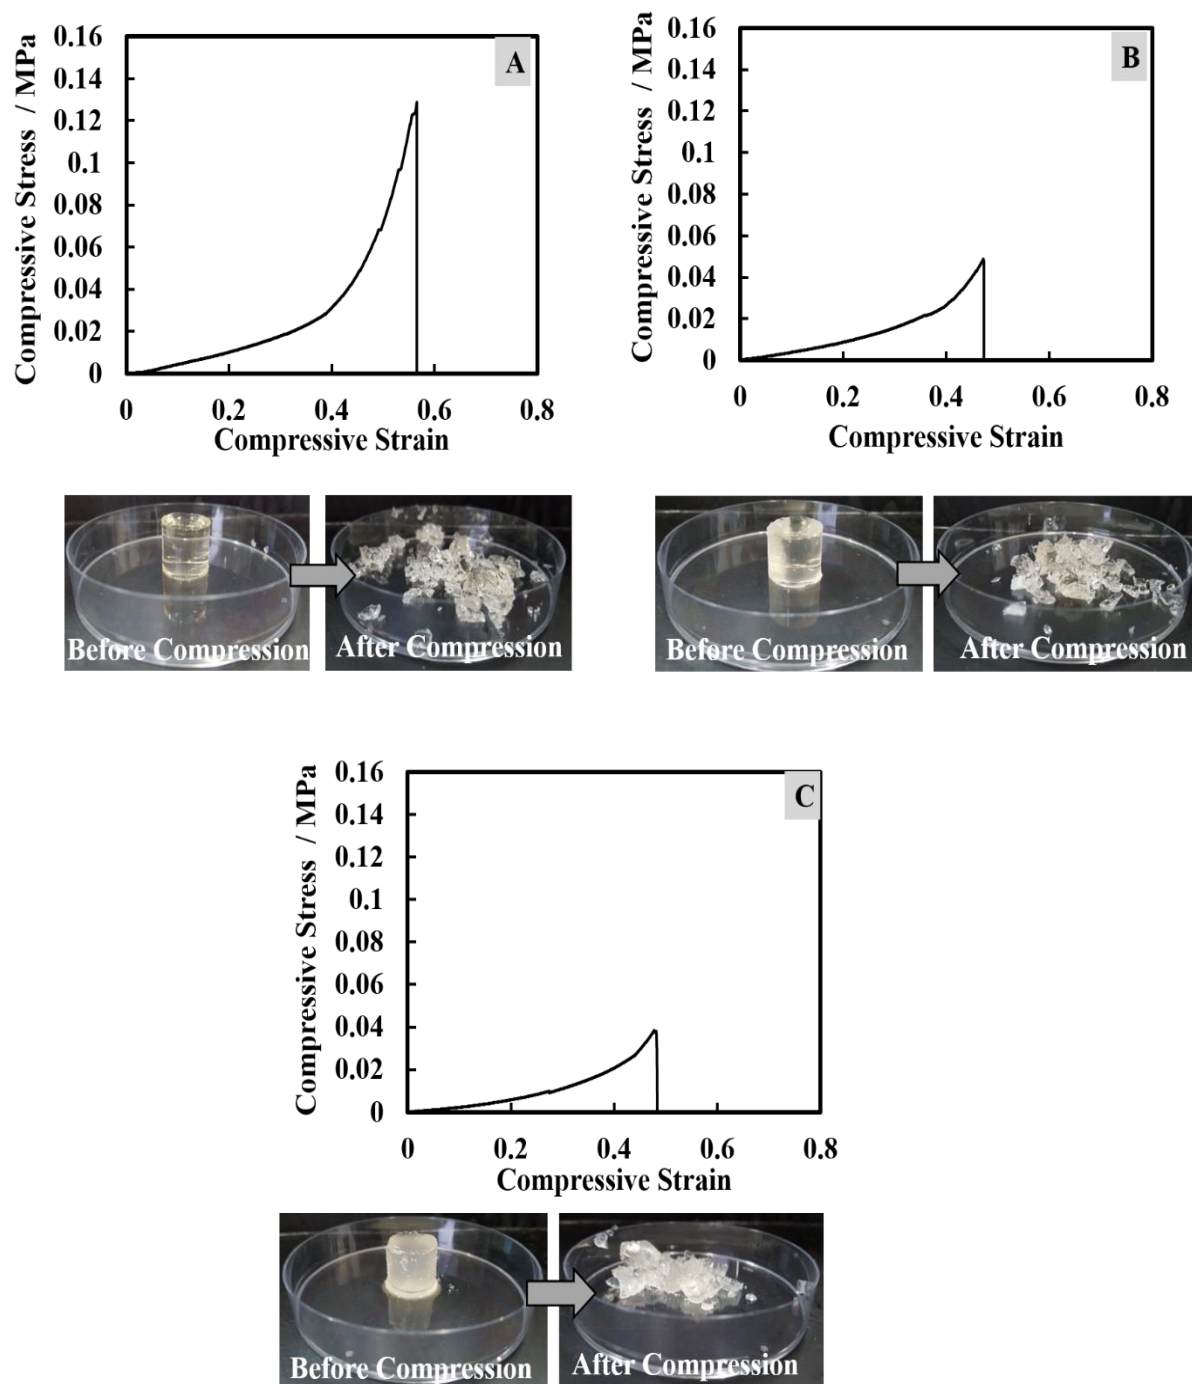 Compressive Stress / MPa
0.16
0.14
0.12
0.1
0.08
0.06
0.04
0.02
0
A
0 0.2 0.4 0.6 0.8
Compressive Strain
Before Compression
After Compression
Compressive Stress / MPa
0.16
0.14
0.12
0.1
0.08
0.06
0.04
0.02
0
B
0 0.2 0.4 0.6 0.8
Compressive Strain
Before Compression
After Compression
Compressive Stress / MPa
0.16
0.14
0.12
0.1
0.08
0.06
0.04
0.02
0
C
0 0.2 0.4 0.6 0.8
Compressive Strain
Before Compression
After Compression